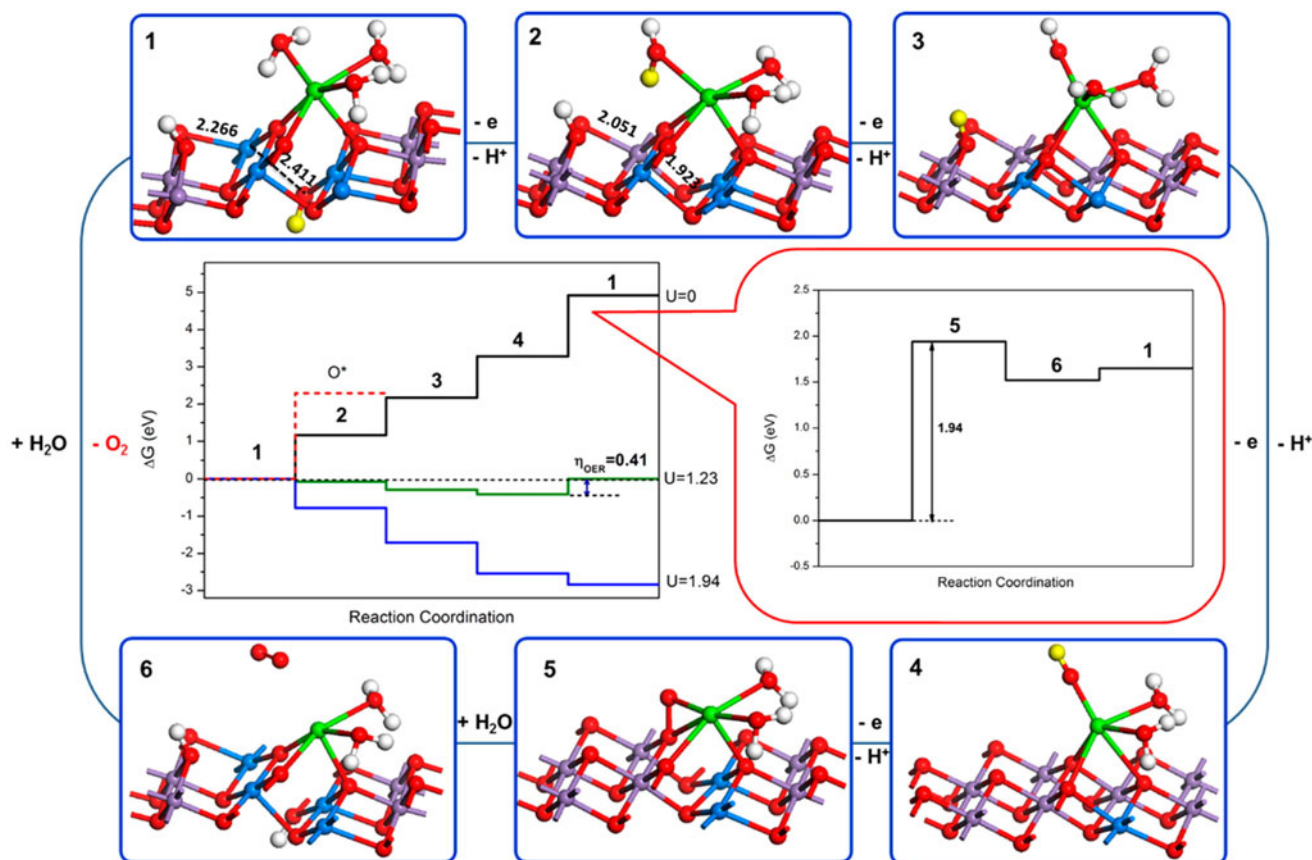 1
2
3
2.266
2.411
- e
- H⁺
2.051
1.923
- e
- H⁺
+ H₂O
- O₂
ΔG (eV)
5
4
3
2
1
0
-1
-2
-3
1
O*
2
3
4
1
U=0
ηOER=0.41
U=1.23
U=1.94
Reaction Coordination
ΔG (eV)
2.5
2.0
1.5
1.0
0.5
0.0
-0.5
5
6
1
1.94
Reaction Coordination
- e
- H⁺
6
+ H₂O
5
- e
- H⁺
4